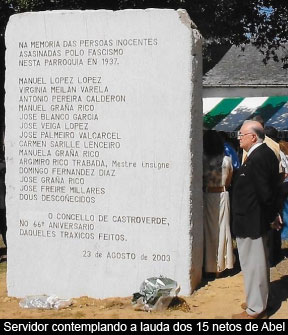 NA MEMORIA DAS PERSOAS INOCENTES
ASASINADAS POLO FASCISMO
NESTA PARROQUIA EN 1937.
MANUEL LOPEZ LOPEZ
VIRGINIA MEILAN VARELA
ANTONIO PEREIRA CALDERON
MANUEL GRAÑA RICO
JOSE BLANCO GARCIA
JOSE VEIGA LOPEZ
JOSE PALMEIRO VALCARCEL
CARMEN SARILLE LENCEIRO
MANUELA GRAÑA RICO
ARGIMIRO RICO TRABADA, Mestre insigne
DOMINGO FERNANDEZ DIAZ
JOSE GRAÑA RICO
JOSE FREIRE MILLARES
DOUS DESCOÑECIDOS
O CONCELLO DE CASTROVERDE,
NO 66º ANIVERSARIO
DAQUELES TRAXICOS FEITOS.
23 DE AGOSTO DE 2003
Servidor contemplando a lauda dos 15 netos de Abel